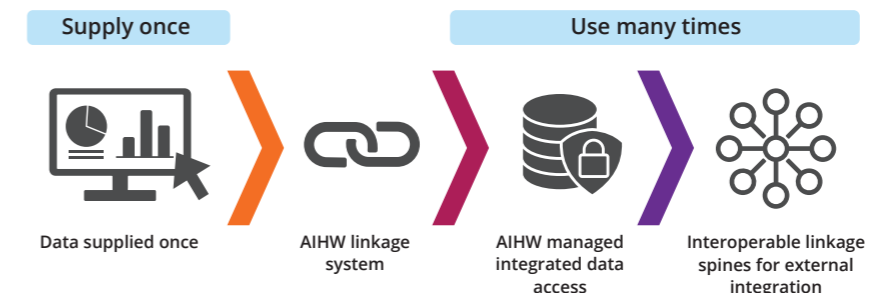 Supply once
Use many times
Data supplied once
AIHW linkage
system
AIHW managed
integrated data
access
Interoperable linkage
spines for external
integration